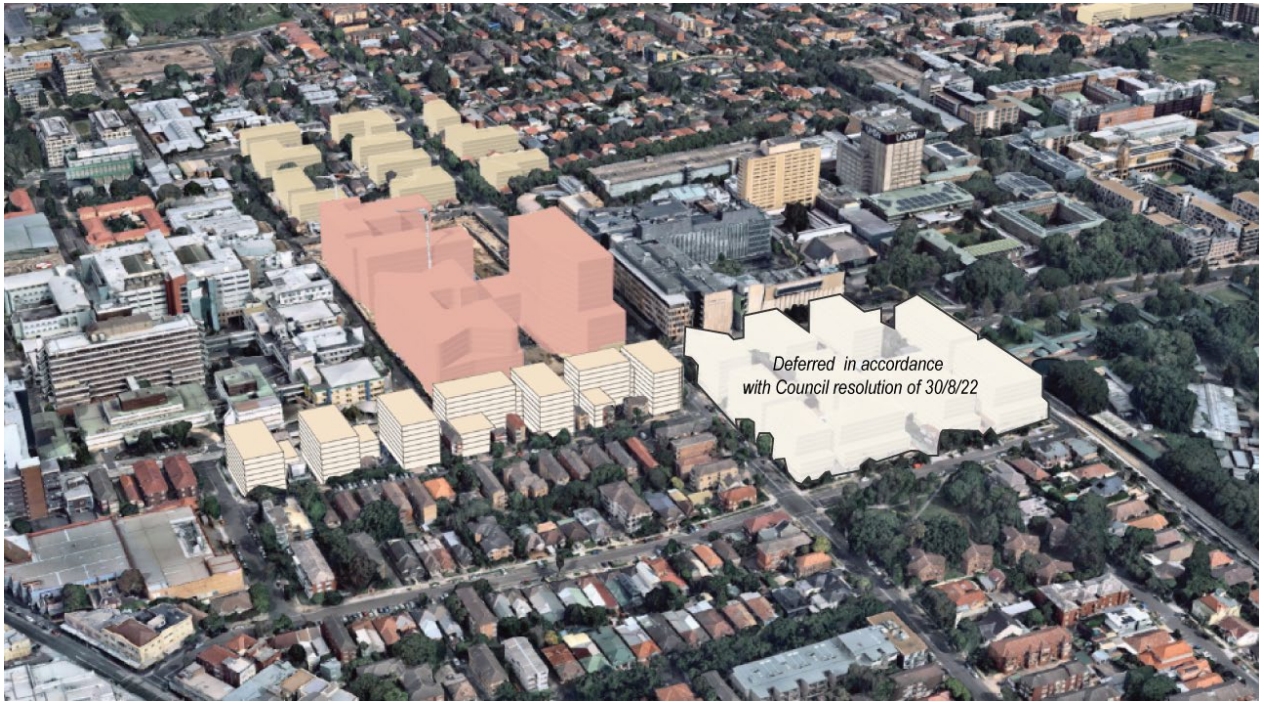 UNSW
Deferred in accordance
with Council resolution of 30/8/22